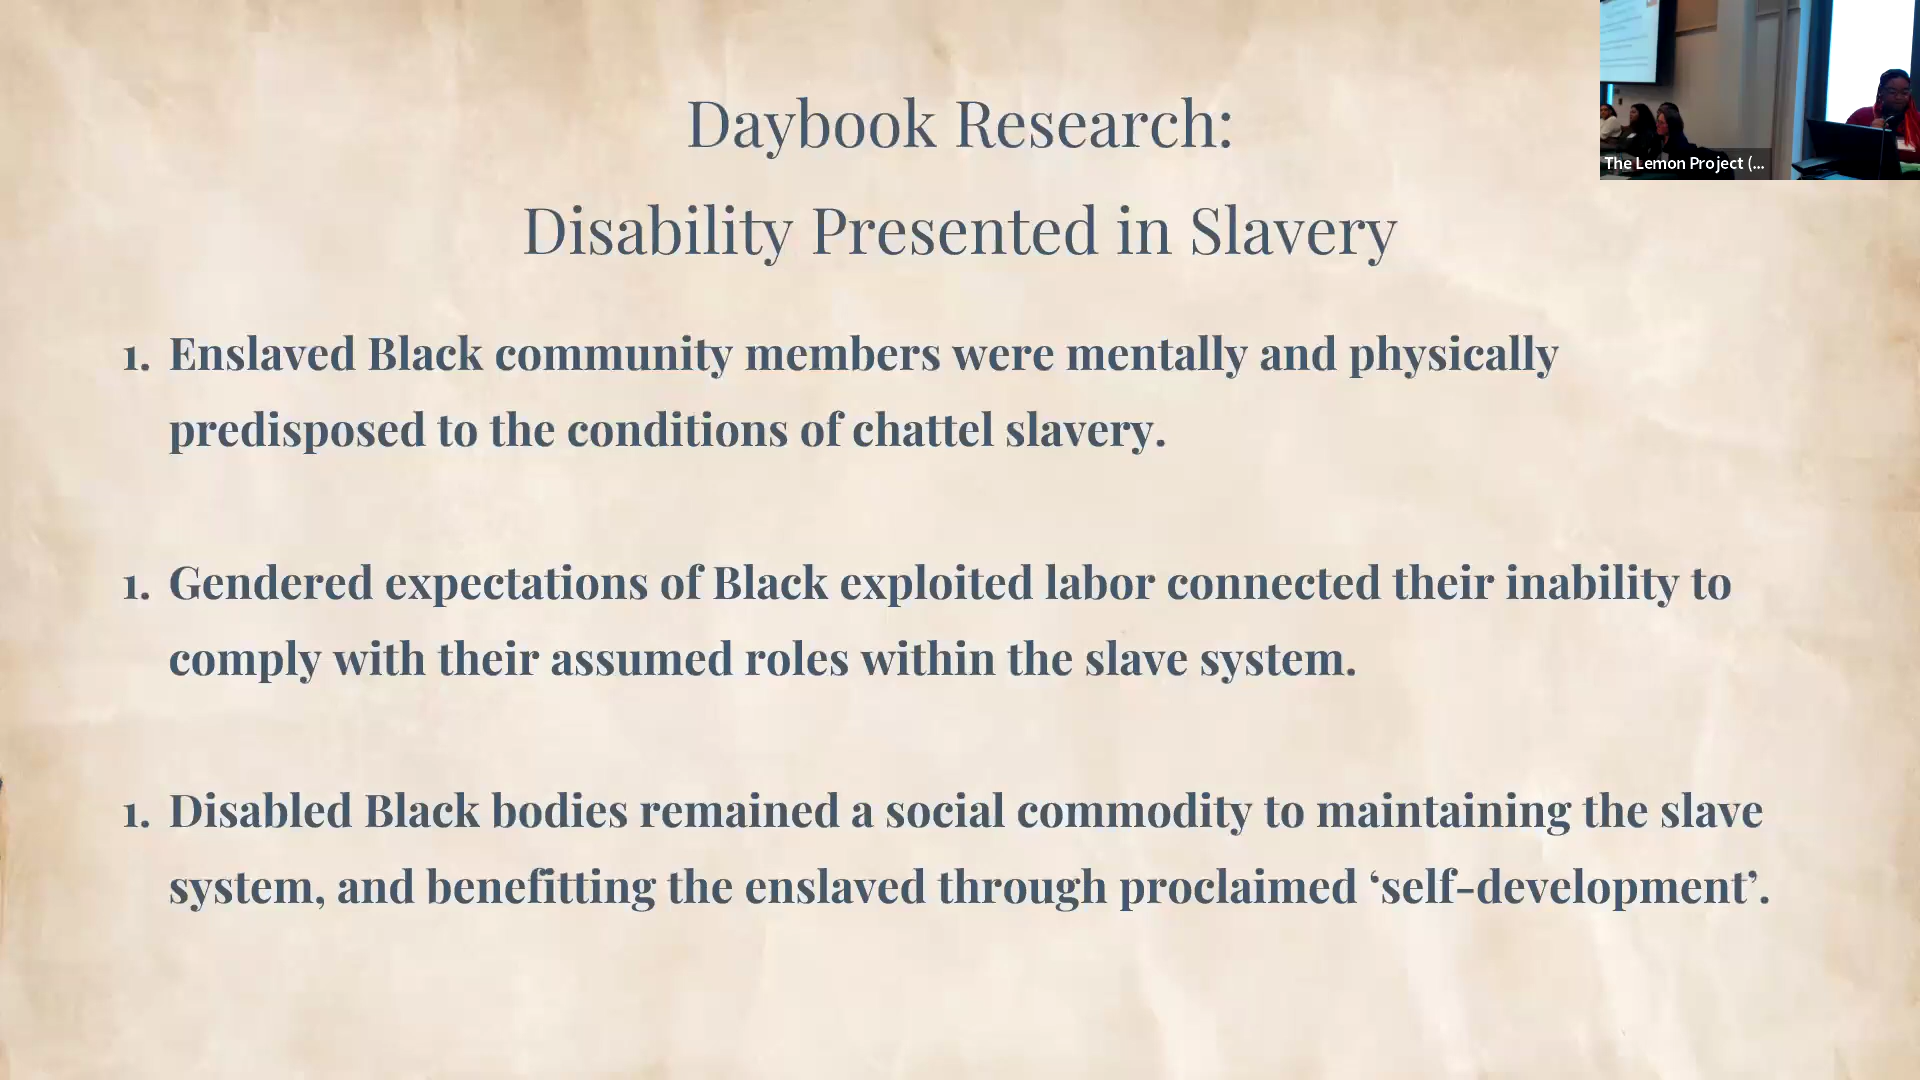 Daybook Research:
Disability Presented in Slavery
1. Enslaved Black community members were mentally and physically
predisposed to the conditions of chattel slavery.
1. Gendered expectations of Black exploited labor connected their inability to
comply with their assumed roles within the slave system.
1. Disabled Black bodies remained a social commodity to maintaining the slave
system, and benefitting the enslaved through proclaimed ‘self-development’.
The Lemon Project (...